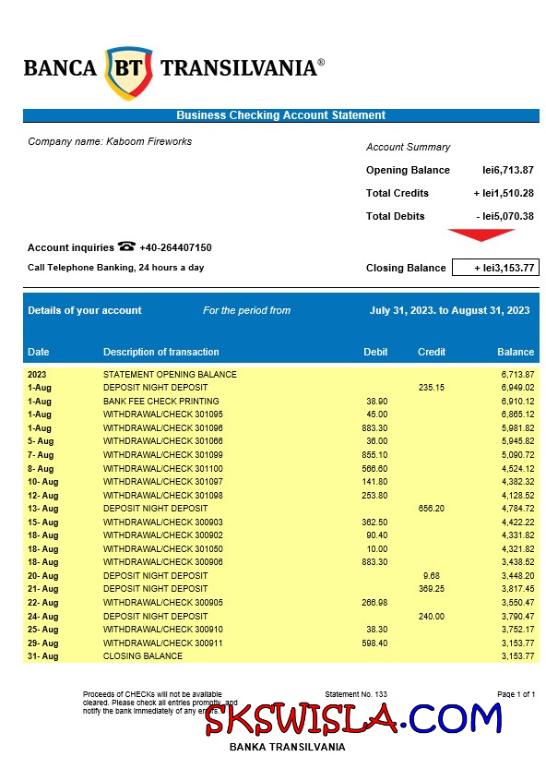 BANCA BT TRANSILVANIA®
Business Checking Account Statement
Company name: Kaboom Fireworks
Account Summary
Opening Balance lei6,713.87
Total Credits + lei1,510.28
Total Debits - lei5,070.38
Account inquiries ☎ +40-264407150
Call Telephone Banking, 24 hours a day
Closing Balance + lei3,153.77
Details of your account For the period from July 31, 2023. to August 31, 2023
Date Description of transaction Debit Credit Balance
2023 STATEMENT OPENING BALANCE 6,713.87
1-Aug DEPOSIT NIGHT DEPOSIT 235.15 6,949.02
1-Aug BANK FEE CHECK PRINTING 38.90 6,910.12
1-Aug WITHDRAWAL/CHECK 301095 45.00 6,865.12
1-Aug WITHDRAWAL/CHECK 301096 883.30 5,981.82
5- Aug WITHDRAWAL/CHECK 301066 36.00 5,945.82
7- Aug WITHDRAWAL/CHECK 301099 855.10 5,090.72
8- Aug WITHDRAWAL/CHECK 301100 566.60 4,524.12
10- Aug WITHDRAWAL/CHECK 301097 141.80 4,382.32
12- Aug WITHDRAWAL/CHECK 301098 253.80 4,128.52
13- Aug DEPOSIT NIGHT DEPOSIT 656.20 4,784.72
15- Aug WITHDRAWAL/CHECK 300903 362.50 4,422.22
18- Aug WITHDRAWAL/CHECK 300902 90.40 4,331.82
18- Aug WITHDRAWAL/CHECK 301050 10.00 4,321.82
18- Aug WITHDRAWAL/CHECK 300906 883.30 3,438.52
20- Aug DEPOSIT NIGHT DEPOSIT 9.68 3,448.20
21- Aug DEPOSIT NIGHT DEPOSIT 369.25 3,817.45
22- Aug WITHDRAWAL/CHECK 300905 266.98 3,550.47
24- Aug DEPOSIT NIGHT DEPOSIT 240.00 3,790.47
25- Aug WITHDRAWAL/CHECK 300910 38.30 3,752.17
29- Aug WITHDRAWAL/CHECK 300911 598.40 3,153.77
31- Aug CLOSING BALANCE 3,153.77
Proceeds of CHECKs will not be available Statement No. 133 Page 1 of 1
cleared. Please check all entries promptly, and
notify the bank immediately of any
SKSWISLA.COM
BANKA TRANSILVANIA